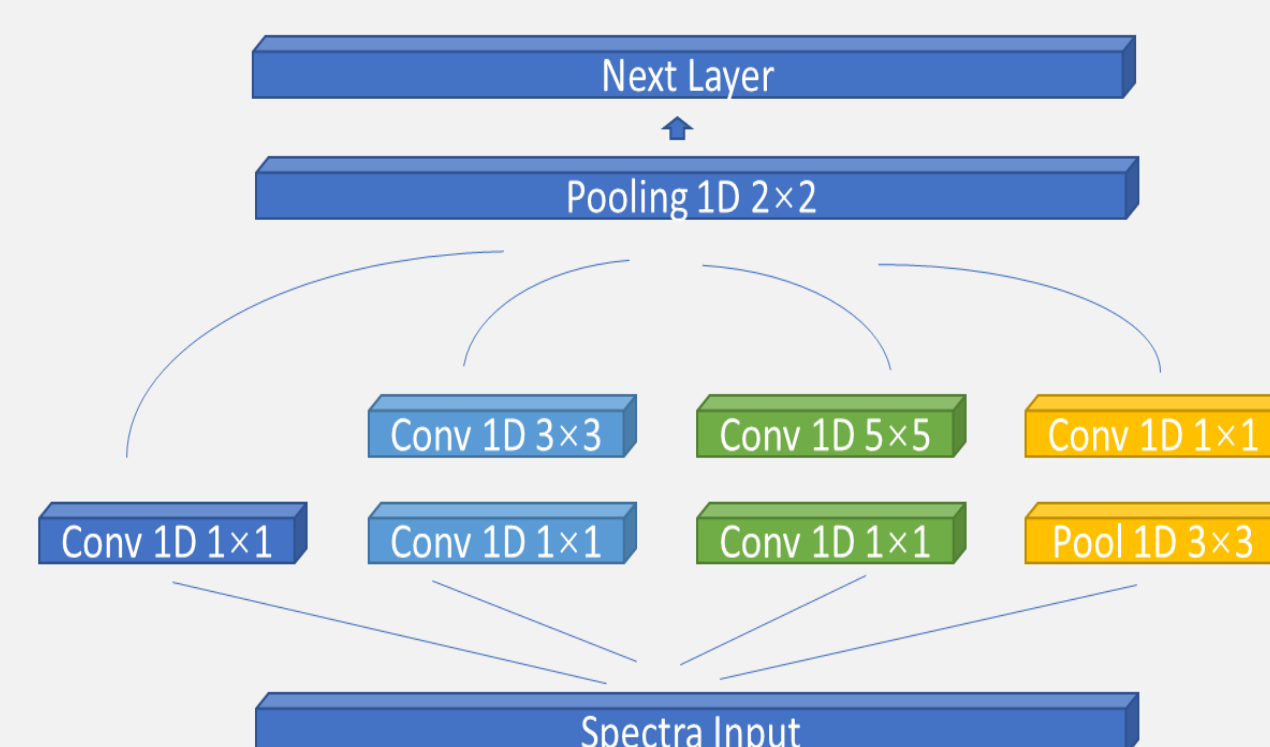 Next Layer
Pooling 1D 2×2
Conv 1D 3×3
Conv 1D 5×5
Conv 1D 1×1
Conv 1D 1×1
Conv 1D 1×1
Conv 1D 1×1
Pool 1D 3×3
Spectra Input